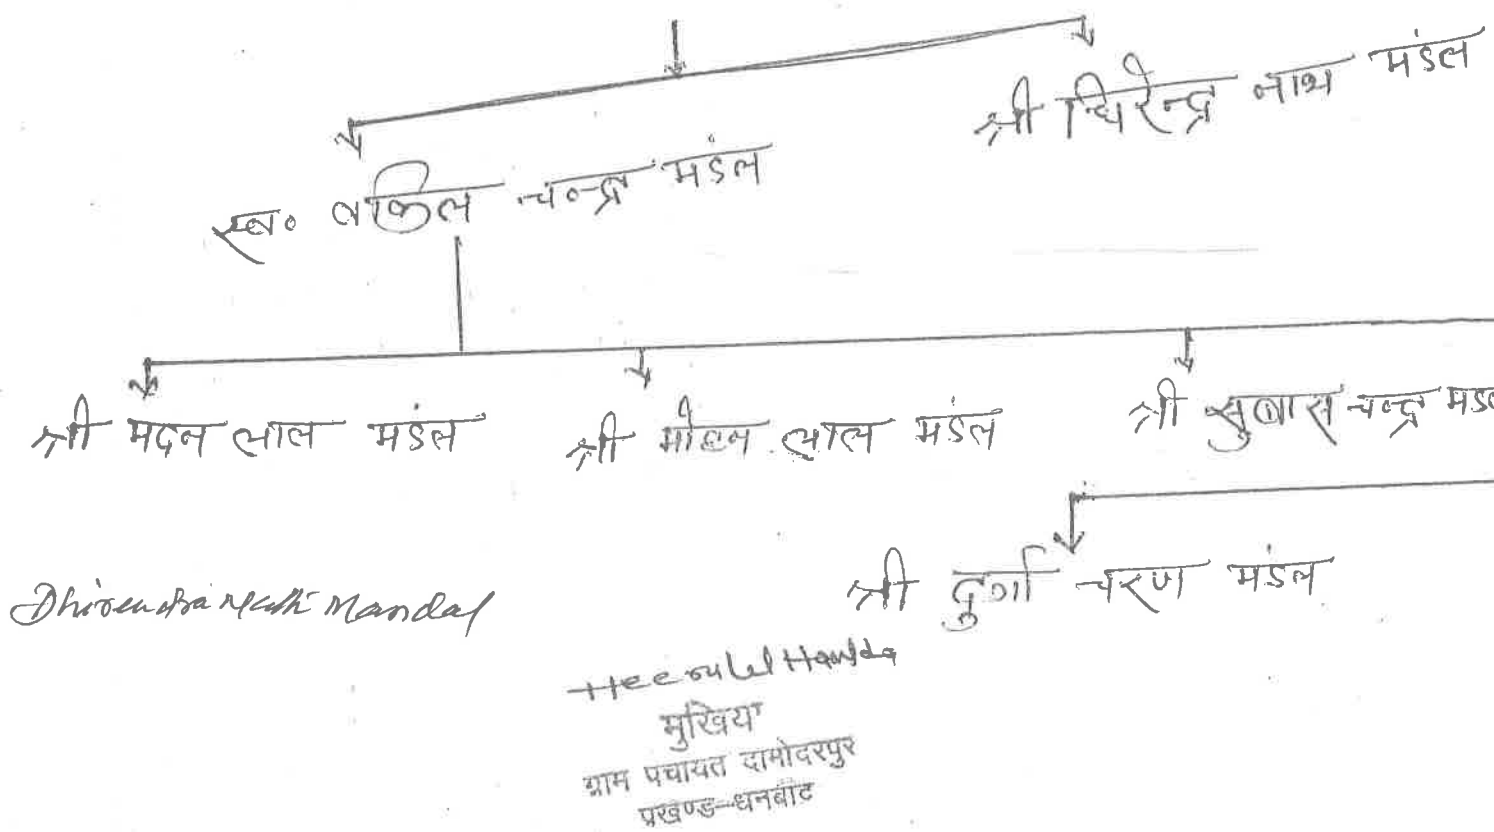 श्री धिरेन्द्र नाथ मंडल
स्व० वकिल चन्द्र मंडल
श्री मदन लाल मंडल
श्री मोहन लाल मंडल
श्री सुबास चन्द्र मंडल
श्री दुर्गा चरण मंडल
Dhirendra Nath Mandal
मुखिया
ग्राम पंचायत दामोदरपुर
प्रखण्ड-धनबाद